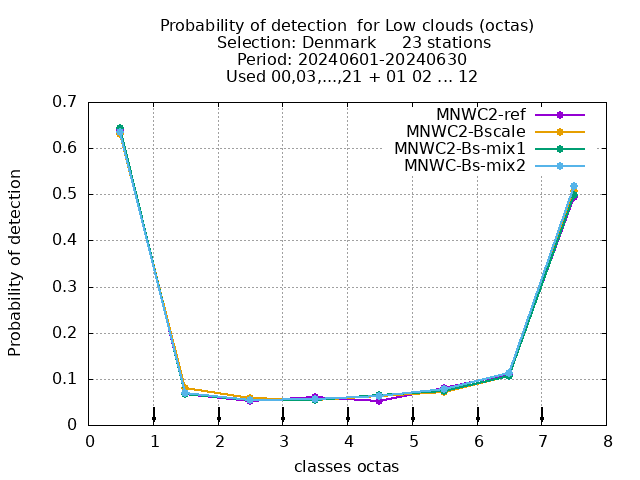 Probability of detection  for Low clouds (octas)
Selection: Denmark     23 stations
Period: 20240601-20240630
Used 00,03,...,21 + 01 02 ... 12
MNWC2-ref
MNWC2-Bscale
MNWC2-Bs-mix1
MNWC-Bs-mix2
Probability of detection
0.7
0.6
0.5
0.4
0.3
0.2
0.1
0
0 1 2 3 4 5 6 7 8
classes octas